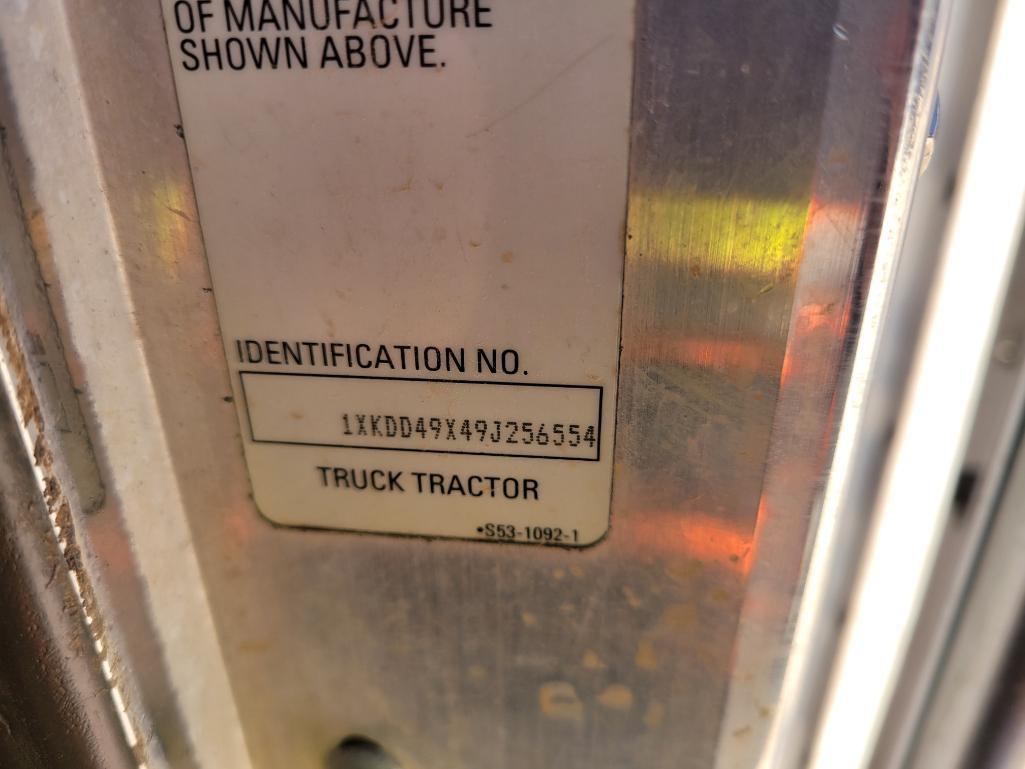 OF MANUFACTURE
SHOWN ABOVE.
IDENTIFICATION NO.
1XKDD49X49J256554
TRUCK TRACTOR
•S53-1092-1